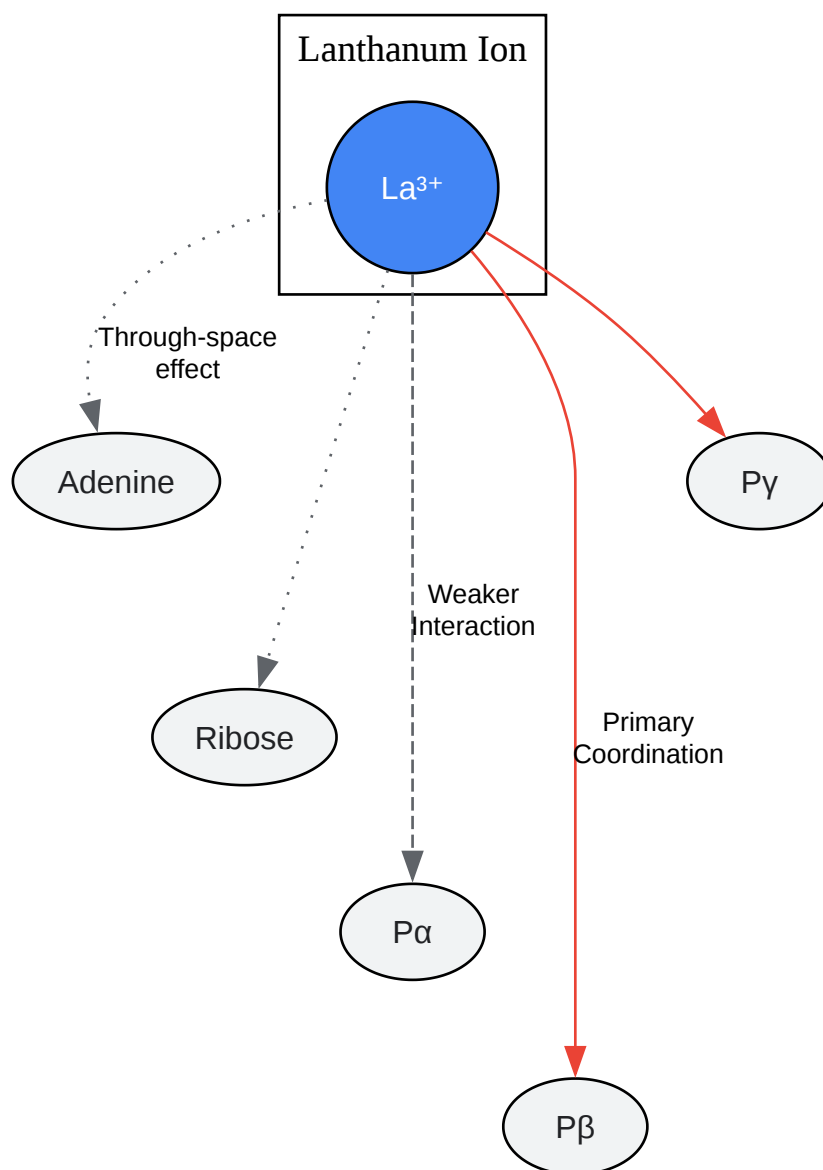 Lanthanum Ion
La³⁺
Through-space
effect
Adenine
Pγ
Weaker
Interaction
Ribose
Primary
Coordination
Pα
Pβ